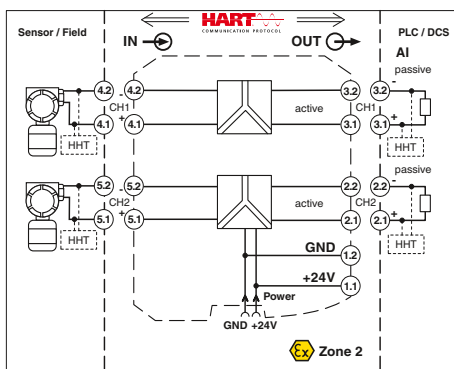 HART
COMMUNICATION PROTOCOL
Sensor / Field
IN
OUT
PLC / DCS
AI
passive
4.2
-
4.2
3.2
3.2
-
CH1
CH1
4.1
+
4.1
active
3.1
3.1
+
HHT
HHT
passive
5.2
-
5.2
2.2
2.2
-
CH2
CH2
5.1
+
5.1
active
2.1
2.1
+
HHT
HHT
GND
1.2
+24V
1.1
Power
GND +24V
Ex Zone 2